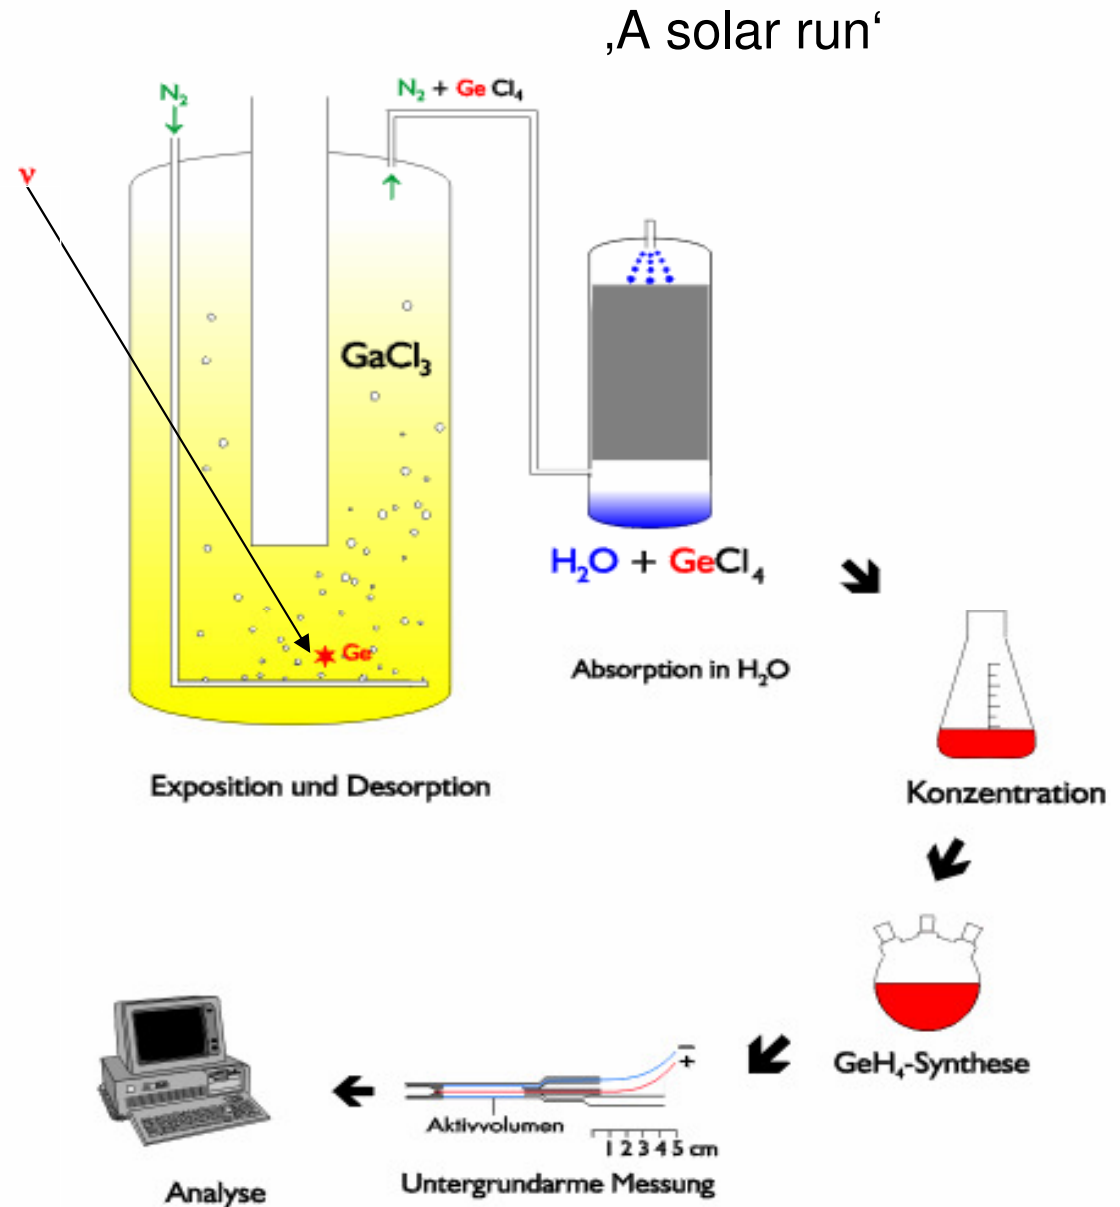 ‚A solar run‘
N₂
N₂ + Ge Cl₄
ν
GaCl₃
Ge
H₂O + GeCl₄
Absorption in H₂O
Exposition und Desorption
Konzentration
GeH₄-Synthese
−
+
Aktivvolumen
1 2 3 4 5 cm
Untergrundarme Messung
Analyse